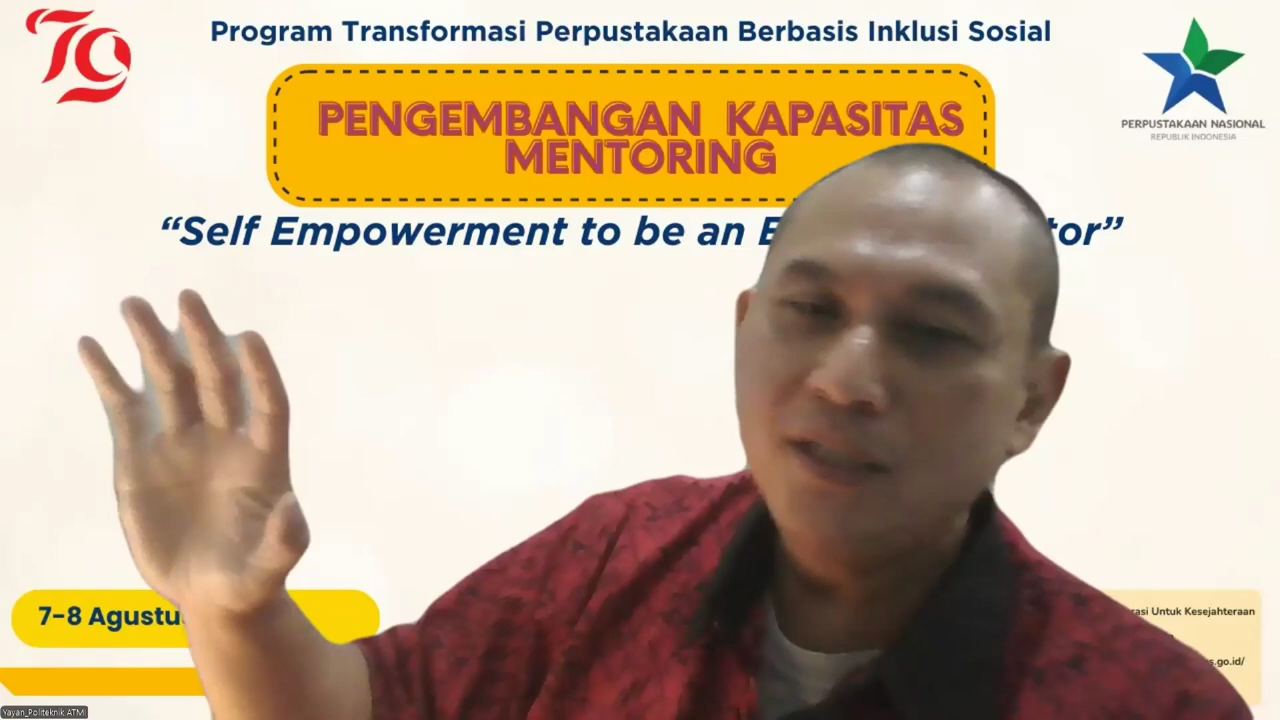 79
Program Transformasi Perpustakaan Berbasis Inklusi Sosial
PENGEMBANGAN KAPASITAS
MENTORING
PERPUSTAKAAN NASIONAL
REPUBLIK INDONESIA
“Self Empowerment to be an E tor”
7-8 Agustu
rasi Untuk Kesejahteraan
s.go.id/
Yayan_Politeknik ATMI